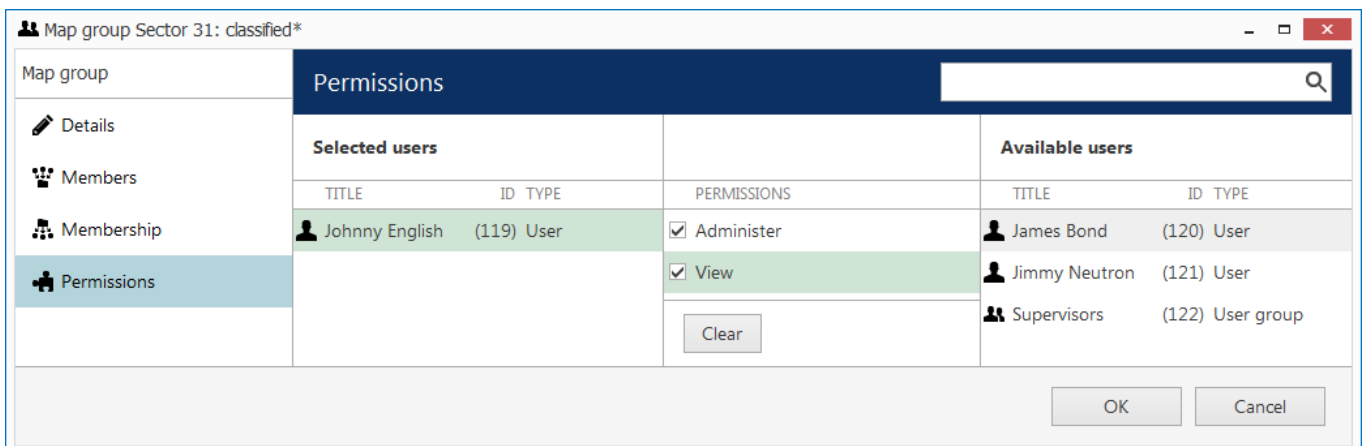 Map group Sector 31: classified*
Map group
Permissions
Details
Members
Membership
Permissions
Selected users
Available users
TITLE ID TYPE PERMISSIONS TITLE ID TYPE
Johnny English (119) User Administer James Bond (120) User
View Jimmy Neutron (121) User
Supervisors (122) User group
Clear
OK Cancel